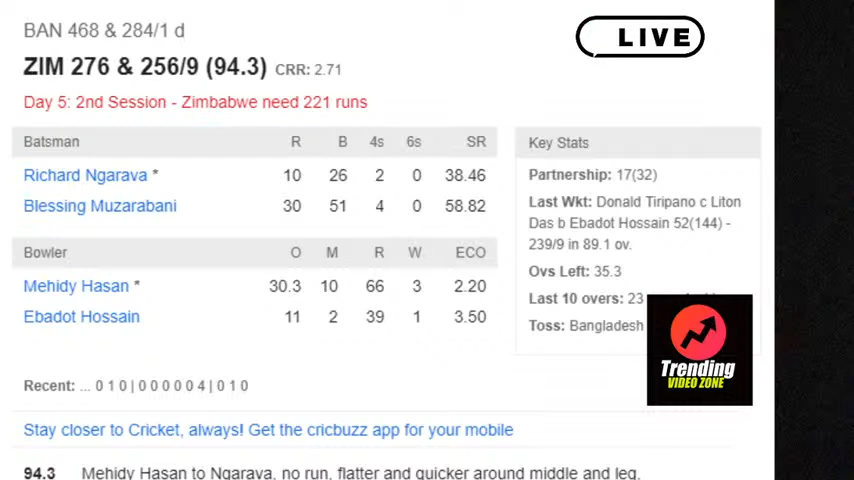 BAN 468 & 284/1 d
LIVE
ZIM 276 & 256/9 (94.3) CRR: 2.71
Day 5: 2nd Session - Zimbabwe need 221 runs
Batsman R B 4s 6s SR
Richard Ngarava * 10 26 2 0 38.46
Blessing Muzarabani 30 51 4 0 58.82
Bowler O M R W ECO
Mehidy Hasan * 30.3 10 66 3 2.20
Ebadot Hossain 11 2 39 1 3.50
Key Stats
Partnership: 17(32)
Last Wkt: Donald Tiripano c Liton
Das b Ebadot Hossain 52(144) -
239/9 in 89.1 ov.
Ovs Left: 35.3
Last 10 overs: 23
Toss: Bangladesh
Trending
VIDEO ZONE
Recent: ... 0 1 0 | 0 0 0 0 0 4 | 0 1 0
Stay closer to Cricket, always! Get the cricbuzz app for your mobile
94.3 Mehidy Hasan to Ngarava, no run, flatter and quicker around middle and leg,